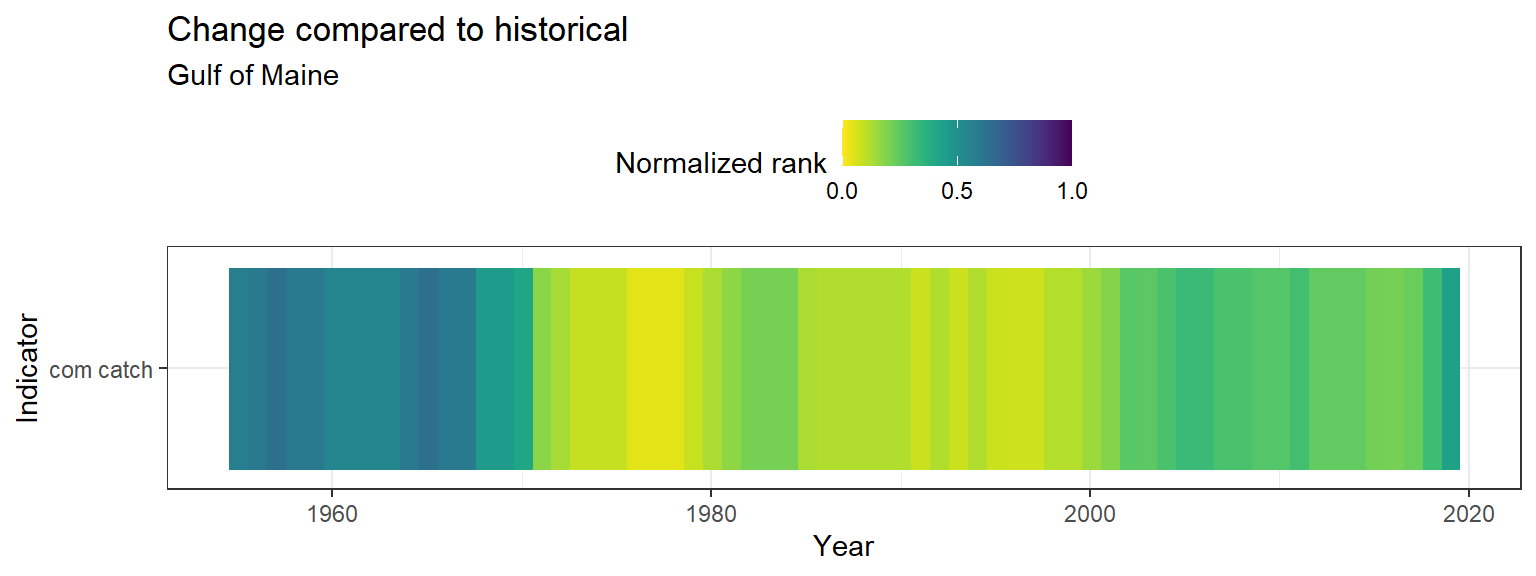 Change compared to historical
Gulf of Maine
Normalized rank
0.0 0.5 1.0
Indicator
com catch
1960 1980 2000 2020
Year